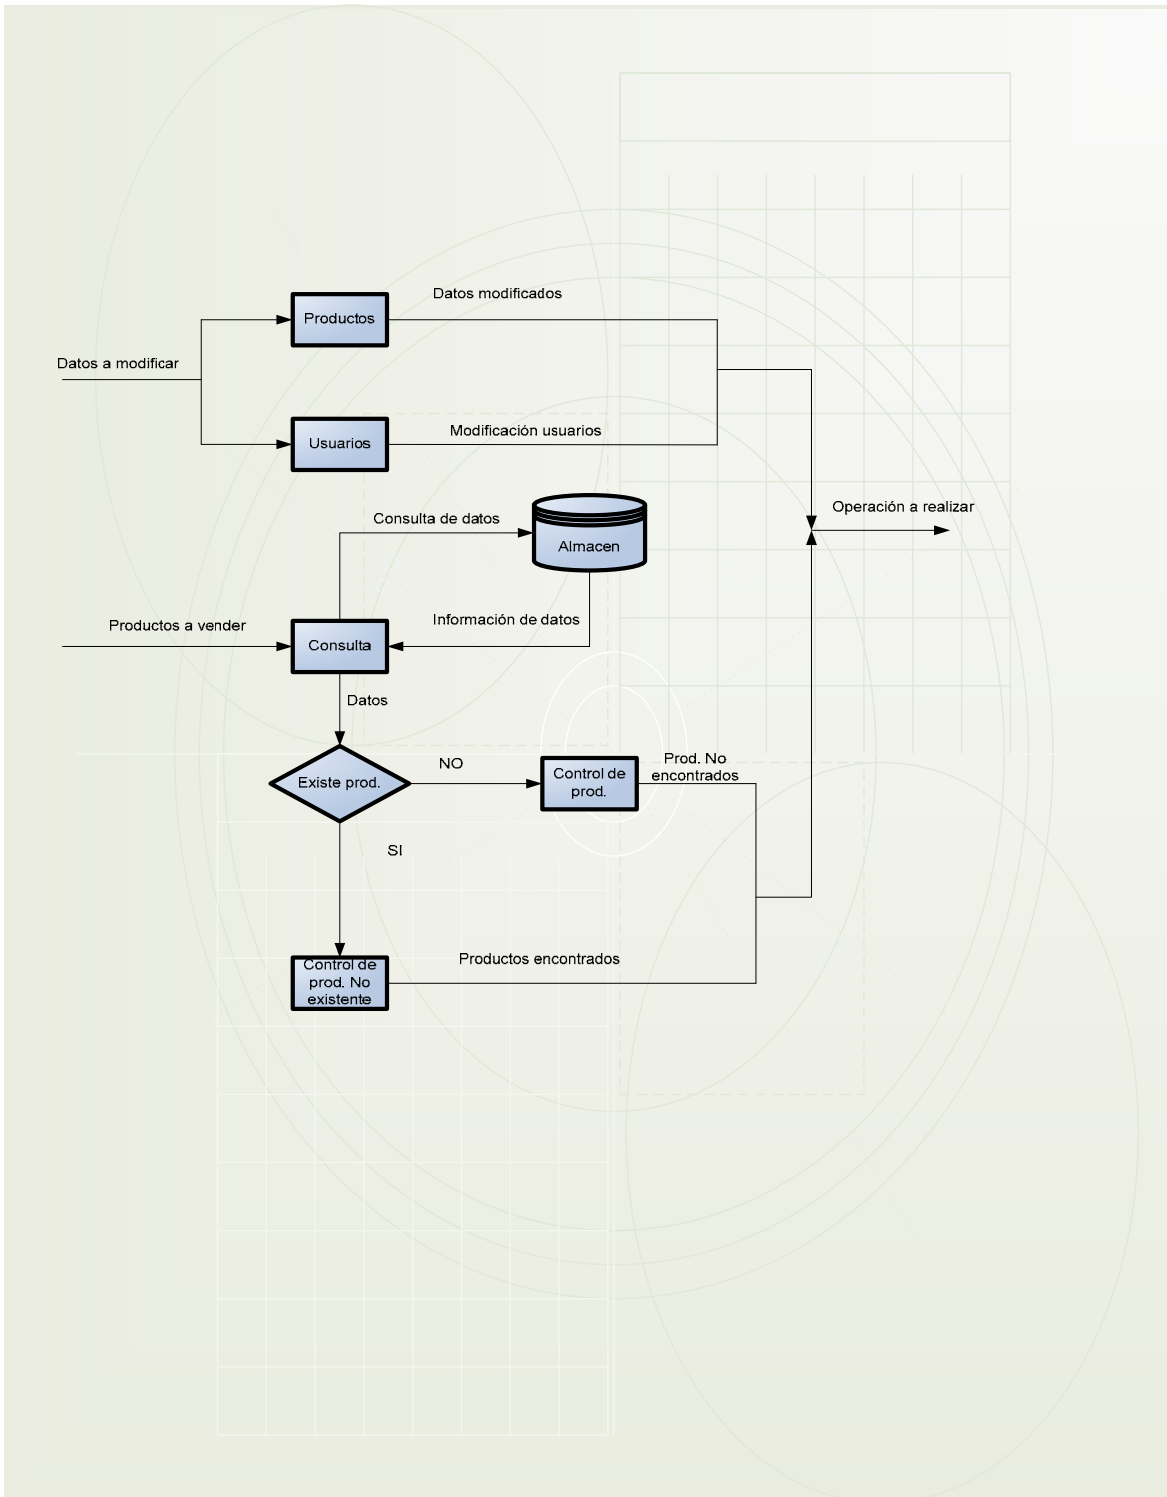 Datos modificados
Productos
Datos a modificar
Modificación usuarios
Usuarios
Operación a realizar
Consulta de datos
Almacen
Productos a vender
Información de datos
Consulta
Datos
NO
Existe prod.
Control de
prod.
Prod. No
encontrados
SI
Productos encontrados
Control de
prod. No
existente